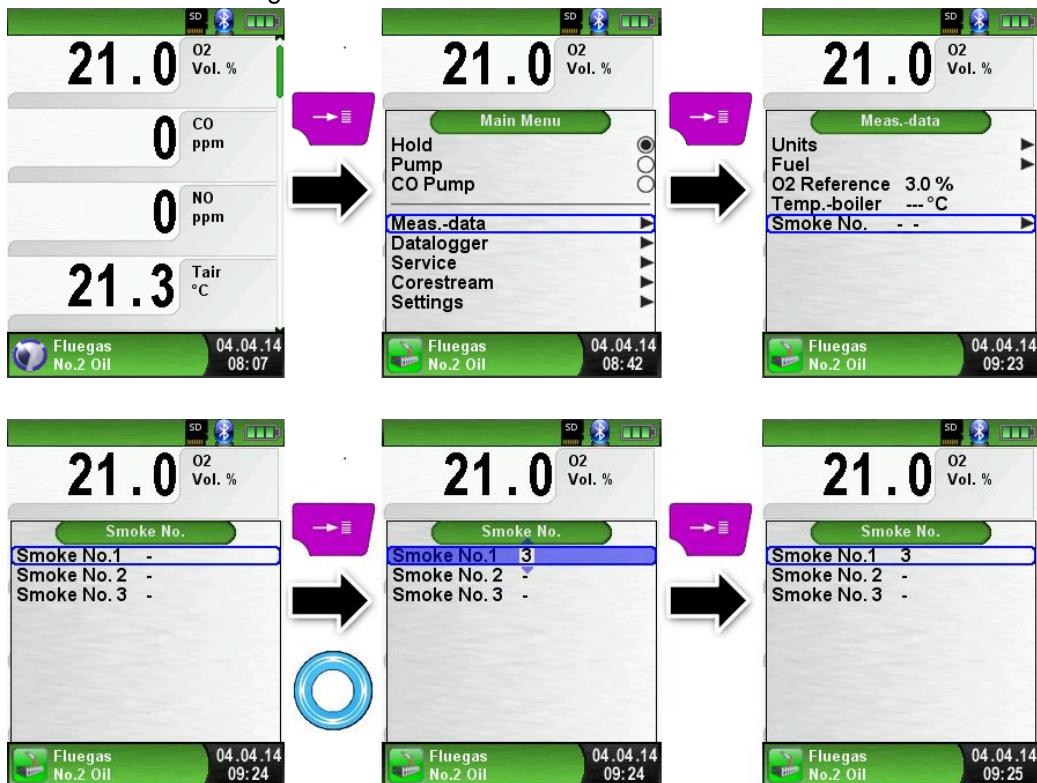 SD
21.0 O2 Vol. %
0 CO ppm
0 NO ppm
21.3 Tair °C
Fluegas 04.04.14
No.2 Oil 08:07
SD
21.0 O2 Vol. %
Main Menu
Hold
Pump
CO Pump
Meas.-data
Datalogger
Service
Corestream
Settings
Fluegas 04.04.14
No.2 Oil 08:42
SD
21.0 O2 Vol. %
Meas.-data
Units
Fuel
O2 Reference 3.0 %
Temp.-boiler --- °C
Smoke No. - -
Fluegas 04.04.14
No.2 Oil 09:23
SD
21.0 O2 Vol. %
Smoke No.
Smoke No.1 -
Smoke No. 2 -
Smoke No. 3 -
Fluegas 04.04.14
No.2 Oil 09:24
SD
21.0 O2 Vol. %
Smoke No.
Smoke No.1 3
Smoke No. 2 -
Smoke No. 3 -
Fluegas 04.04.14
No.2 Oil 09:24
SD
21.0 O2 Vol. %
Smoke No.
Smoke No.1 3
Smoke No. 2 -
Smoke No. 3 -
Fluegas 04.04.14
No.2 Oil 09:25